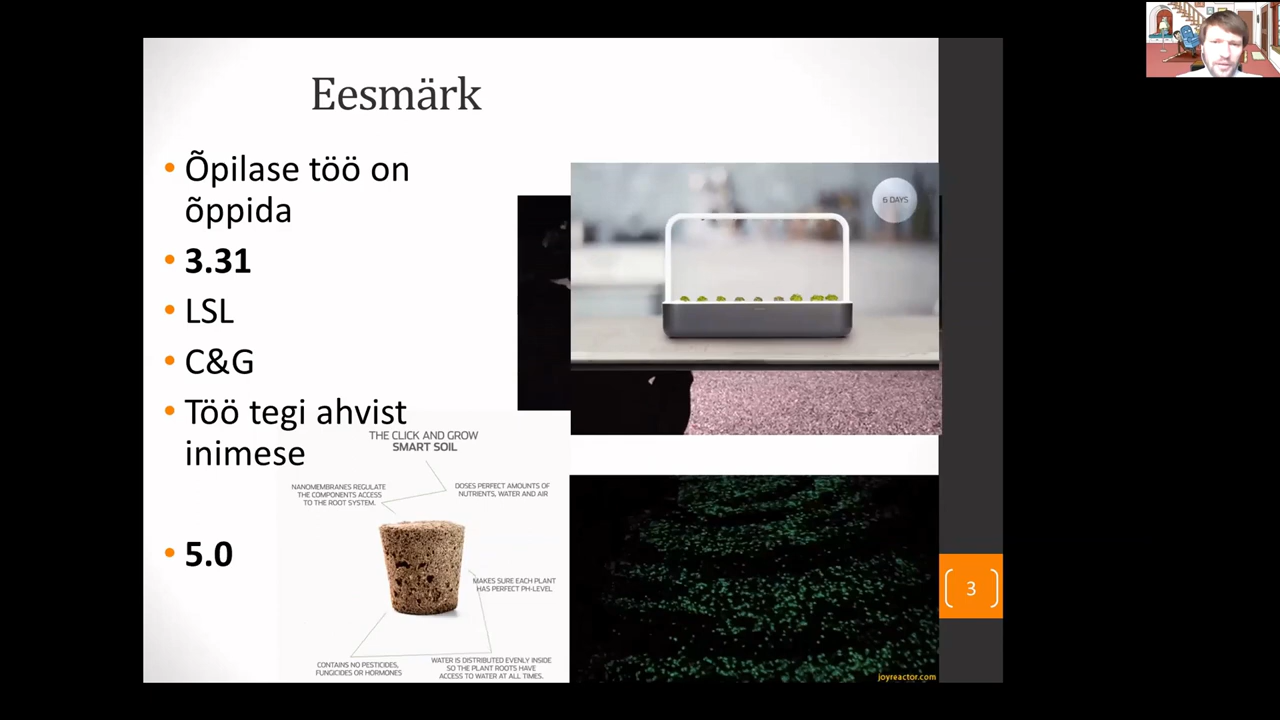 Eesmärk
Õpilase töö on
õppida
3.31
LSL
C&G
Töö tegi ahvist
inimese
5.0
6 DAYS
THE CLICK AND GROW
SMART SOIL
NANOMEMBRANES REGULATE
THE COMPONENTS ACCESS
TO THE ROOT SYSTEM.
DOSES PERFECT AMOUNTS OF
NUTRIENTS, WATER AND AIR
MAKES SURE EACH PLANT
HAS PERFECT PH-LEVEL
CONTAINS NO PESTICIDES,
FUNGICIDES OR HORMONES
WATER IS DISTRIBUTED EVENLY INSIDE
SO THE PLANT ROOTS HAVE
ACCESS TO WATER AT ALL TIMES.
joyreactor.com
3